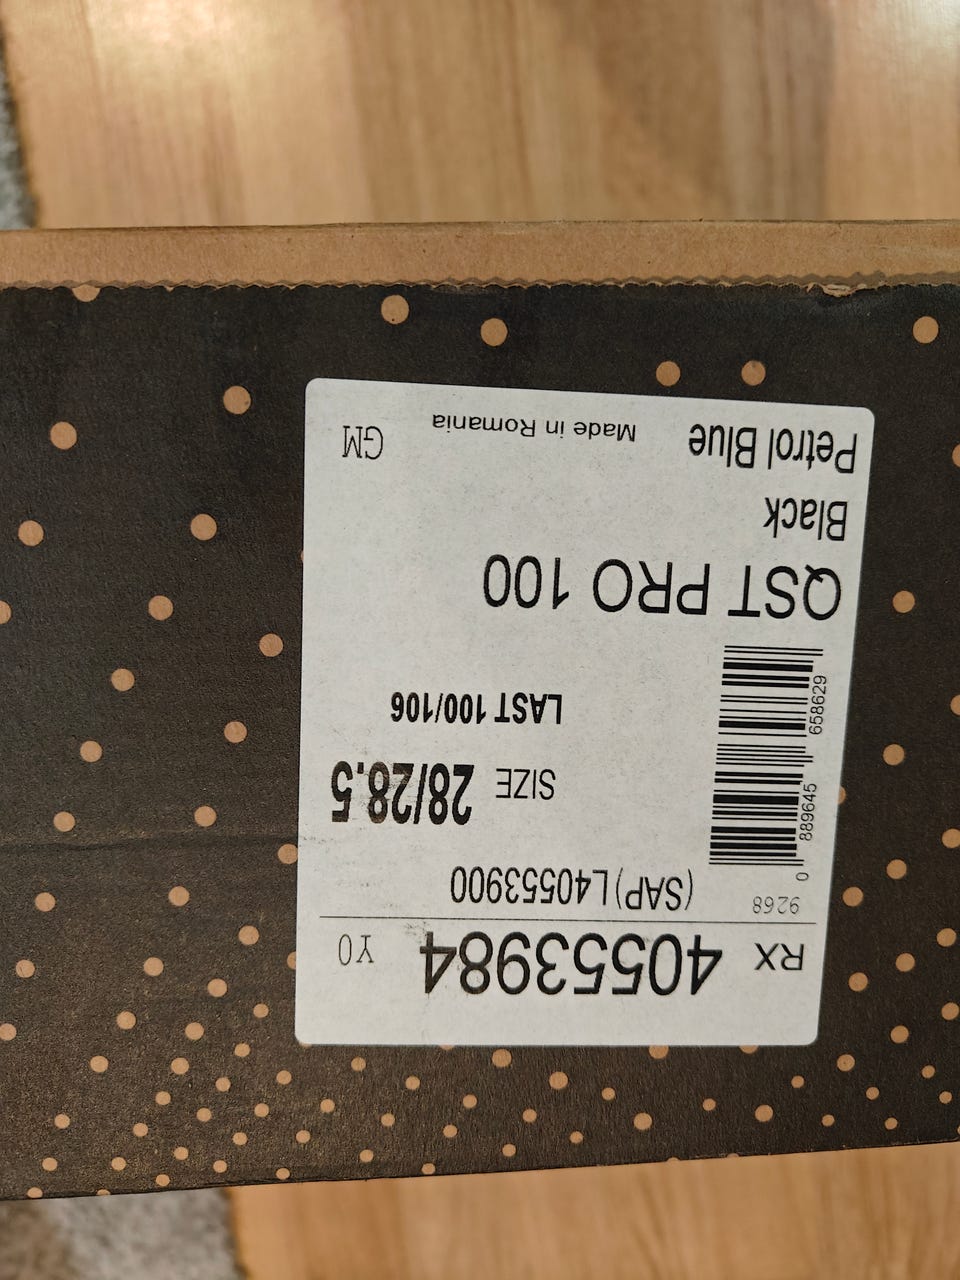 RX 40553984 Y0
9268 (SAP)L40553900
0 889645 658629
SIZE 28/28.5
LAST 100/106
QST PRO 100
Black
Petrol Blue Made in Romania GM